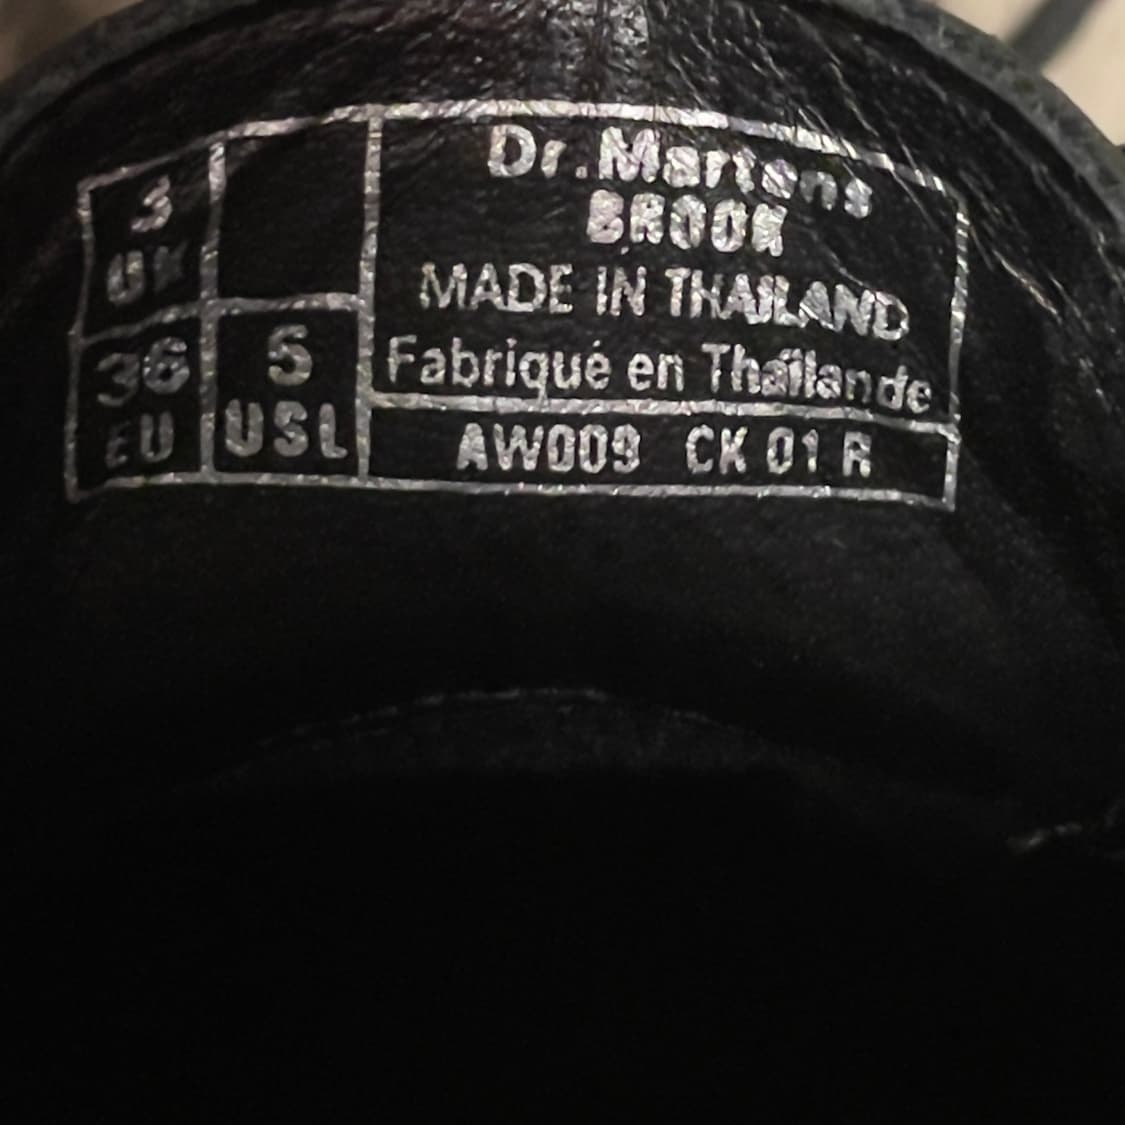 3
UK
36
EU
5
USL
Dr. Martens
BROOK
MADE IN THAILAND
Fabriqué en Thaïlande
AW009 CK 01 R